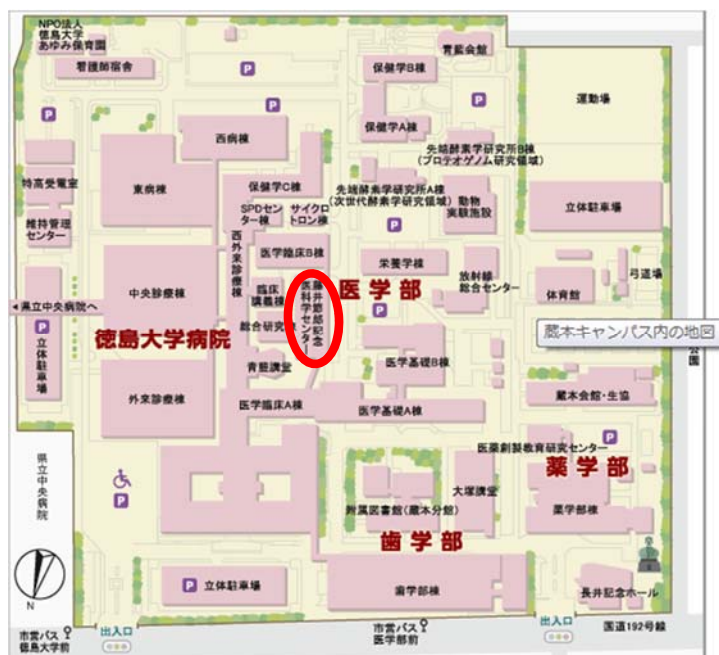 NPO法人
徳島大学
あゆみ保育園
看護師宿舎
青藍会館
保健学B棟
運動場
西病棟
保健学A棟
先端酵素学研究所B棟
(プロテオゲノム研究領域)
特高受電室
東病棟
保健学C棟
先端酵素学研究所A棟
(次世代酵素学研究領域)
動物
実験施設
維持管理
センター
SPDセン
ター棟
サイクロ
トロン棟
立体駐車場
西外来診療棟
医学臨床B棟
栄養学棟
放射線
総合センター
弓道場
体育館
◀県立中央病院へ
中央診療棟
臨床
講義棟
藤井節郎記念
医科学センター
医学部
蔵本キャンパス内の地図
徳島大学病院
総合研究
立体駐車場
公園
青藍講堂
医学基礎B棟
外来診療棟
蔵本会館・生協
医学臨床A棟
医学基礎A棟
医薬創製教育研究センター
薬学部
県立中央病院
大塚講堂
附属図書館(蔵本分館)
薬学部棟
歯学部
立体駐車場
歯学部棟
長井記念ホール
N
市営バス
徳島大学前
出入口
市営バス
医学部前
出入口
国道192号線
P
P
P
P
P
P
P
P
P
P
P